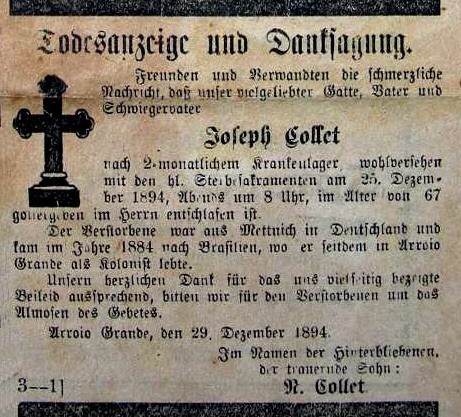 Todesanzeige und Danksagung.
Freunden und Verwandten die schmerzliche
Nachricht, daß unser vielgeliebter Gatte, Vater und
Schwiegervater
Joseph Collet
nach 2-monatlichem Krankenlager, wohlversehen
mit den hl. Sterbesakramenten am 25. Dezem-
ber 1894, Abends um 8 Uhr, im Alter von 67
gottergeben im Herrn entschlafen ist.
Der Verstorbene war aus Mettnich in Deutschland und
kam im Jahre 1884 nach Brasilien, wo er seitdem in Arroio
Grande als Kolonist lebte.
Unsern herzlichen Dank für das uns vielseitig bezeigte
Beileid aussprechend, bitten wir für den Verstorbenen um das
Almosen des Gebetes.
Arroio Grande, den 29. Dezember 1894.
Im Namen der Hinterbliebenen,
der trauernde Sohn:
3--1] N. Collet